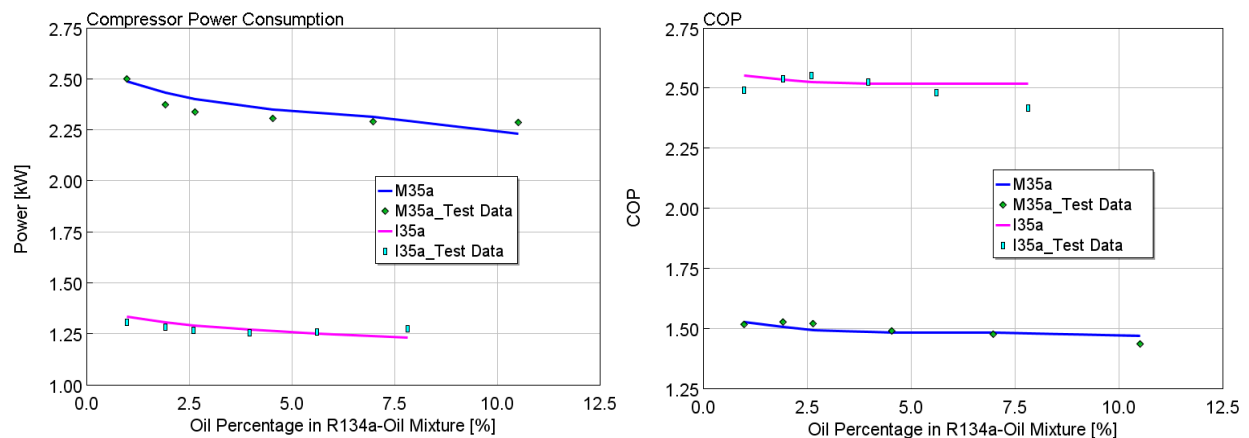 Compressor Power Consumption
2.75
2.50
2.25
2.00
1.75
1.50
1.25
1.00
Power [kW]
M35a
M35a_Test Data
I35a
I35a_Test Data
0.0 2.5 5.0 7.5 10.0 12.5
Oil Percentage in R134a-Oil Mixture [%]
COP
2.75
2.50
2.25
2.00
1.75
1.50
1.25
COP
M35a
M35a_Test Data
I35a
I35a_Test Data
0.0 2.5 5.0 7.5 10.0 12.5
Oil Percentage in R134a-Oil Mixture [%]